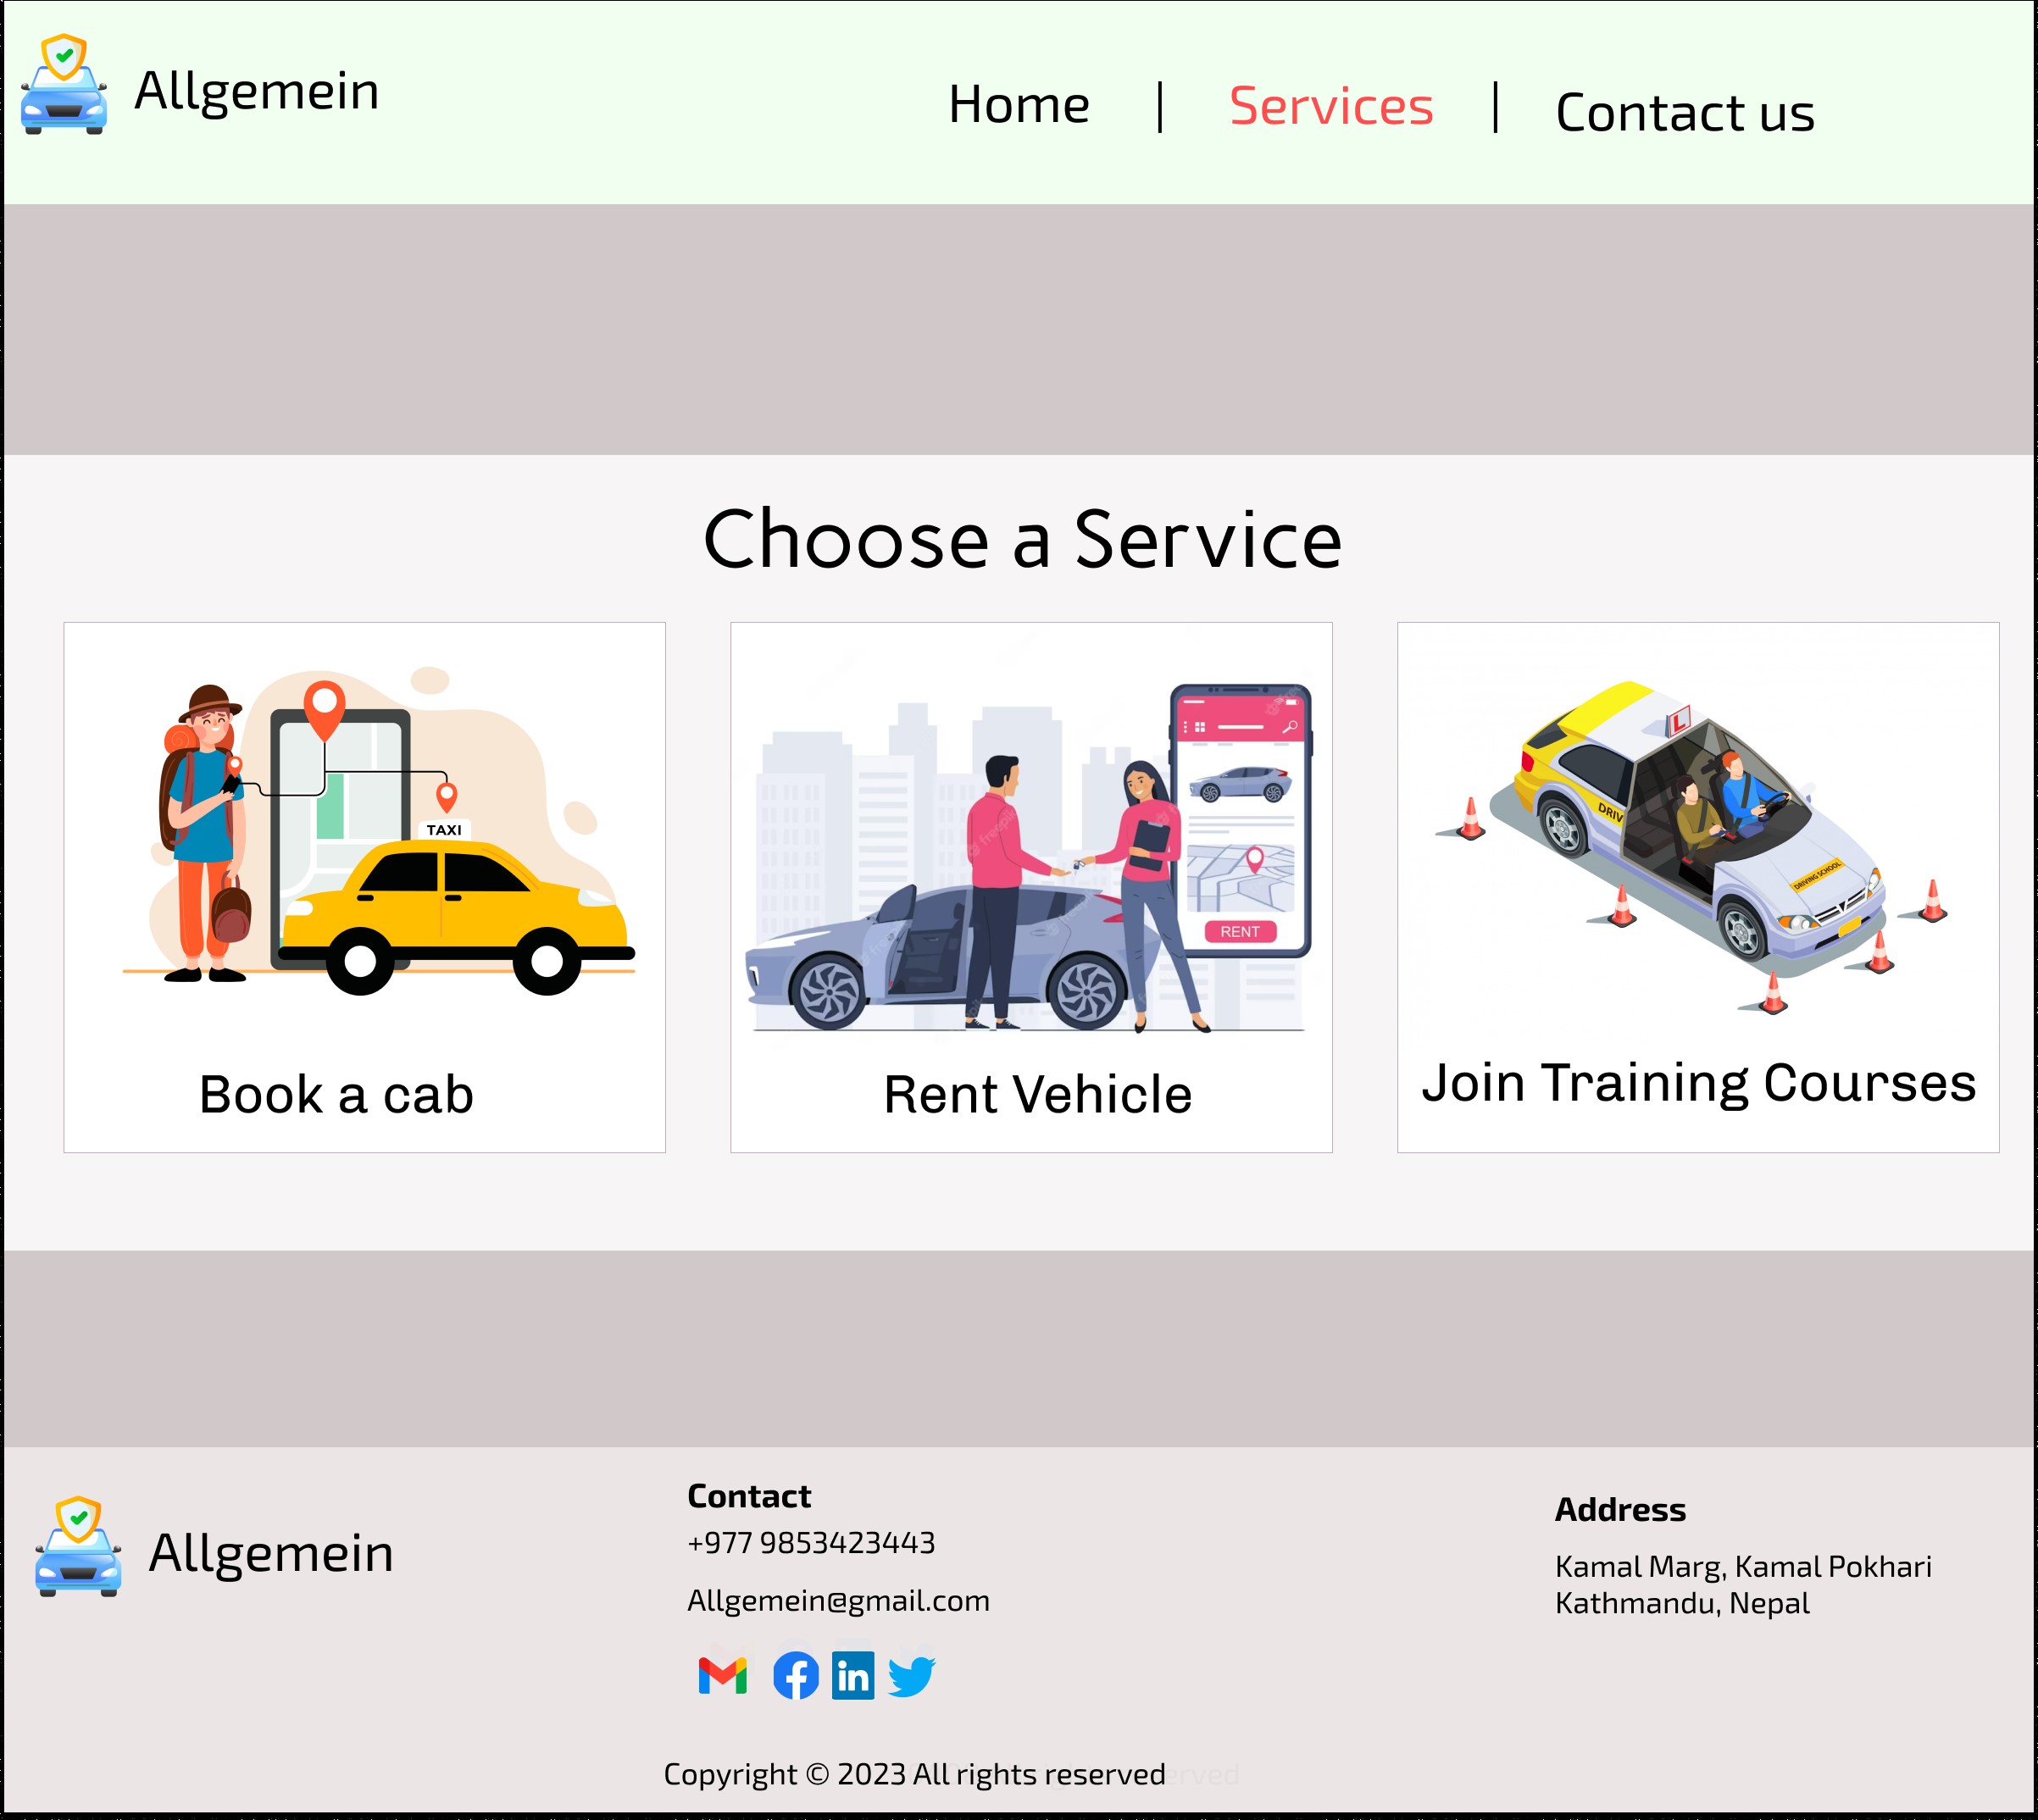 Allgemein
Home | Services | Contact us
Choose a Service
TAXI
RENT
L
DRIV
DRIVING SCHOOL
Book a cab
Rent Vehicle
Join Training Courses
Allgemein
Contact
+977 9853423443
Allgemein@gmail.com
in
Address
Kamal Marg, Kamal Pokhari
Kathmandu, Nepal
Copyright © 2023 All rights reserved